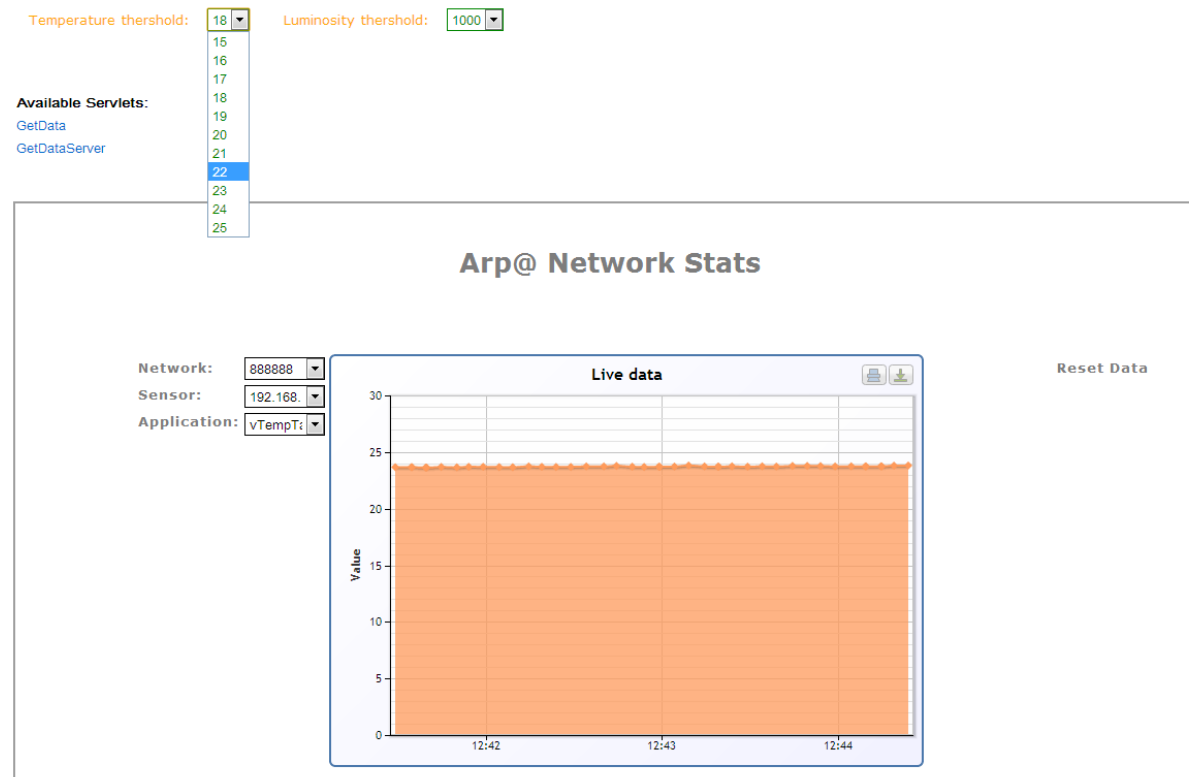 Temperature thershold: 18 Luminosity thershold: 1000
15
16
17
18
19
20
21
22
23
24
25
Available Servlets:
GetData
GetDataServer
Arp@ Network Stats
Network: 888888
Sensor: 192.168.
Application: vTempTa
Live data
Reset Data
Value
30
25
20
15
10
5
0
12:42 12:43 12:44